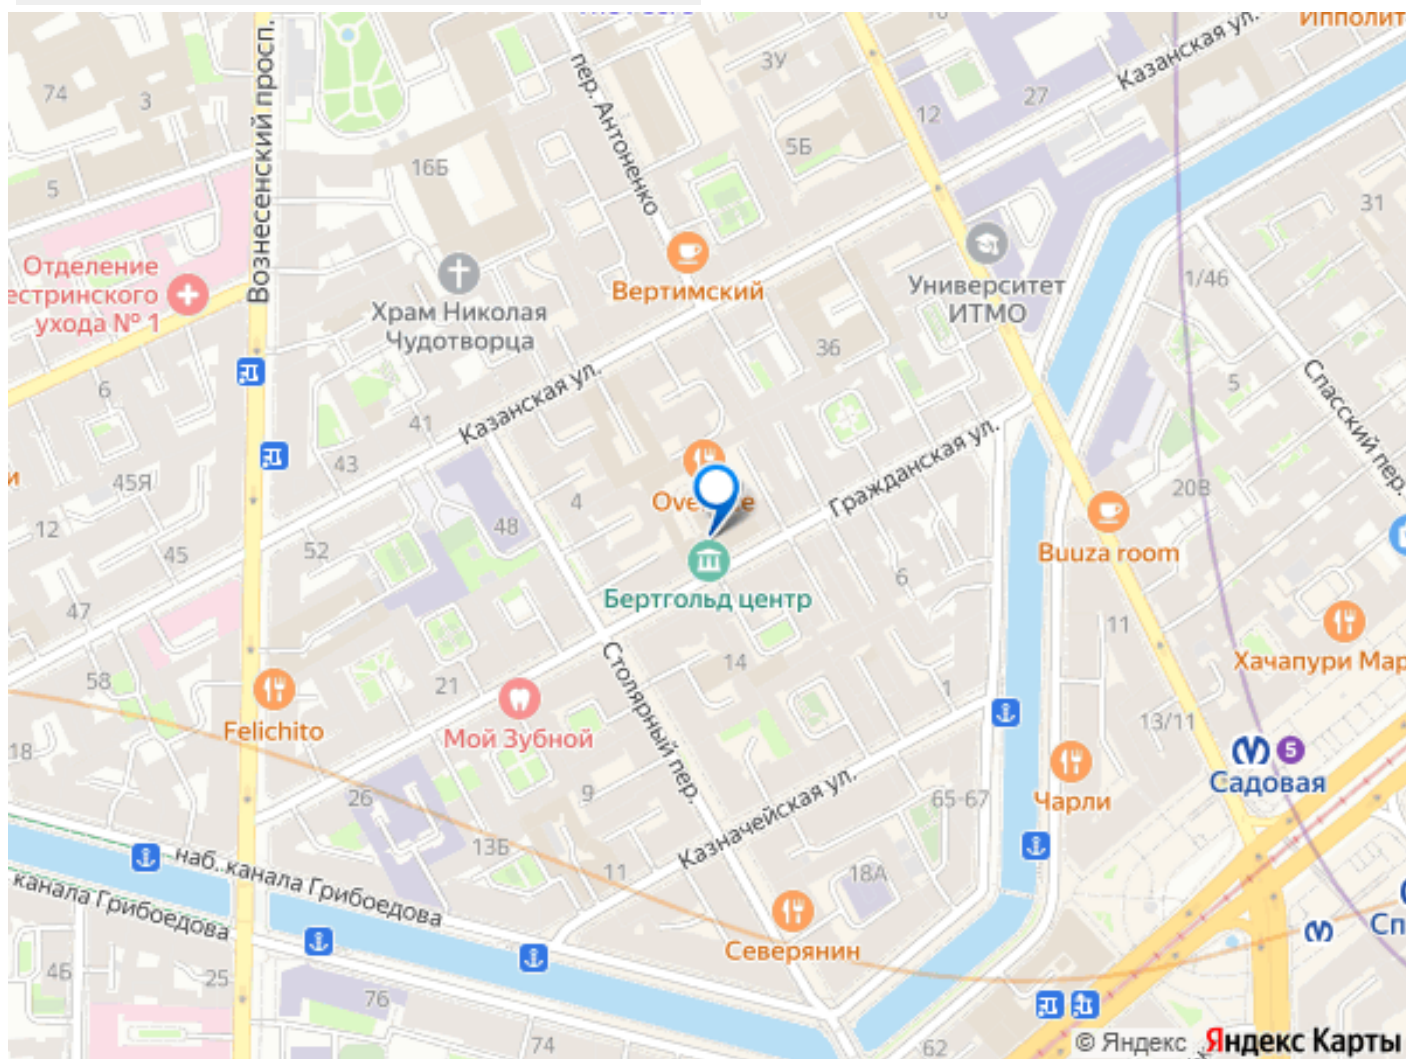 Ипполит
Казанская ул.
Вознесенский просп.
пер. Антоненко
74
3
3У
27
12
16Б
5Б
5
31
Отделение
естринского
ухода № 1
Храм Николая
Чудотворца
Вертимский
Университет
ИТМО
1/46
6
41
Казанская ул.
36
5
Спасский пер.
43
45Я
и
12
4
Гражданская ул.
20В
48
52
45
Buuza room
6
Бертгольд центр
47
11
Хачапури Мар
14
58
21
1
Столярный пер.
Felichito
Мой Зубной
13/11
18
5
Садовая
Чарли
26
9
65-67
Казначейская ул.
13Б
11
18А
наб. канала Грибоедова
канала Грибоедова
Северянин
Сп
4Б
25
76
74
62
© Яндекс Яндекс Карты